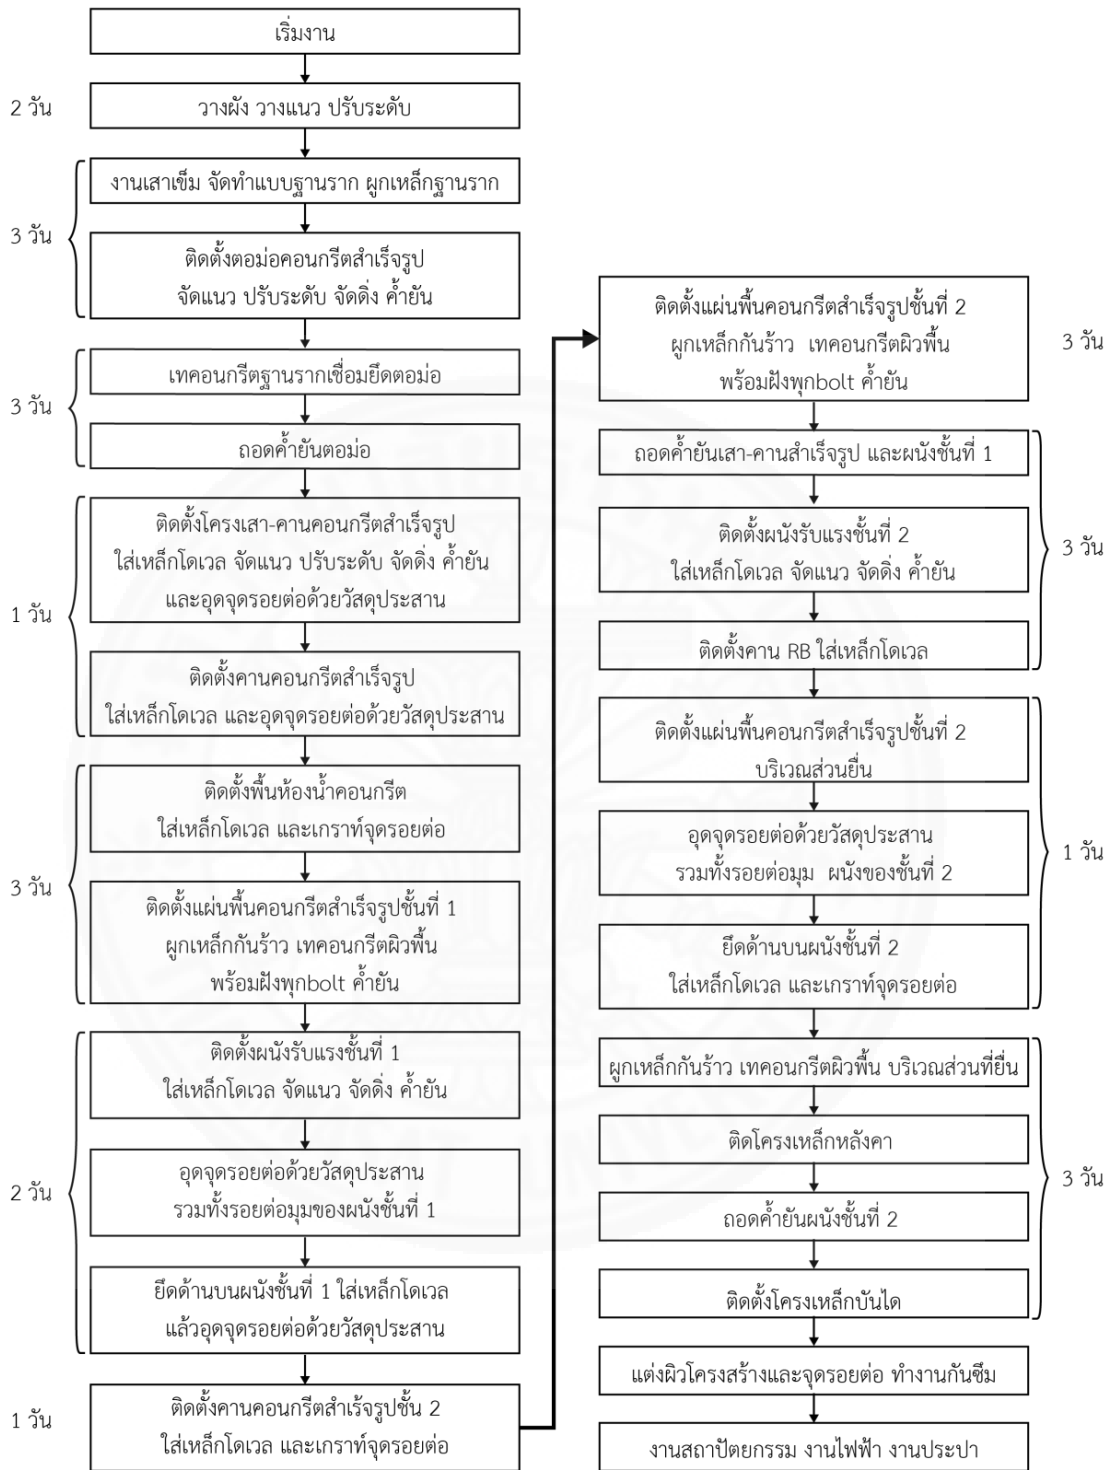 เริ่มงาน
2 วัน
วางผัง วางแนว ปรับระดับ
3 วัน
งานเสาเข็ม จัดทำแบบฐานราก ผูกเหล็กฐานราก
ติดตั้งตอม่อคอนกรีตสำเร็จรูป
จัดแนว ปรับระดับ จัดดิ่ง ค้ำยัน
3 วัน
เทคอนกรีตฐานรากเชื่อมยึดตอม่อ
ถอดค้ำยันตอม่อ
1 วัน
ติดตั้งโครงเสา-คานคอนกรีตสำเร็จรูป
ใส่เหล็กโดเวล จัดแนว ปรับระดับ จัดดิ่ง ค้ำยัน
และอุดจุดรอยต่อด้วยวัสดุประสาน
ติดตั้งคานคอนกรีตสำเร็จรูป
ใส่เหล็กโดเวล และอุดจุดรอยต่อด้วยวัสดุประสาน
3 วัน
ติดตั้งพื้นห้องน้ำคอนกรีต
ใส่เหล็กโดเวล และเกราท์จุดรอยต่อ
ติดตั้งแผ่นพื้นคอนกรีตสำเร็จรูปชั้นที่ 1
ผูกเหล็กกันร้าว เทคอนกรีตผิวพื้น
พร้อมฝังพุกbolt ค้ำยัน
2 วัน
ติดตั้งผนังรับแรงชั้นที่ 1
ใส่เหล็กโดเวล จัดแนว จัดดิ่ง ค้ำยัน
อุดจุดรอยต่อด้วยวัสดุประสาน
รวมทั้งรอยต่อมุมของผนังชั้นที่ 1
ยึดด้านบนผนังชั้นที่ 1 ใส่เหล็กโดเวล
แล้วอุดจุดรอยต่อด้วยวัสดุประสาน
1 วัน
ติดตั้งคานคอนกรีตสำเร้จรูปชั้น 2
ใส่เหล็กโดเวล และเกราท์จุดรอยต่อ
ติดตั้งแผ่นพื้นคอนกรีตสำเร็จรูปชั้นที่ 2
ผูกเหล็กกันร้าว เทคอนกรีตผิวพื้น
พร้อมฝังพุกbolt ค้ำยัน
3 วัน
ถอดค้ำยันเสา-คานสำเร็จรูป และผนังชั้นที่ 1
ติดตั้งผนังรับแรงชั้นที่ 2
ใส่เหล็กโดเวล จัดแนว จัดดิ่ง ค้ำยัน
ติดตั้งคาน RB ใส่เหล็กโดเวล
3 วัน
ติดตั้งแผ่นพื้นคอนกรีตสำเร็จรูปชั้นที่ 2
บริเวณส่วนยื่น
อุดจุดรอยต่อด้วยวัสดุประสาน
รวมทั้งรอยต่อมุม ผนังของชั้นที่ 2
ยึดด้านบนผนังชั้นที่ 2
ใส่เหล็กโดเวล และเกราท์จุดรอยต่อ
1 วัน
ผูกเหล็กกันร้าว เทคอนกรีตผิวพื้น บริเวณส่วนที่ยื่น
ติดโครงเหล็กหลังคา
ถอดค้ำยันผนังชั้นที่ 2
ติดตั้งโครงเหล็กบันได
3 วัน
แต่งผิวโครงสร้างและจุดรอยต่อ ทำงานกันซึม
งานสถาปัตยกรรม งานไฟฟ้า งานประปา